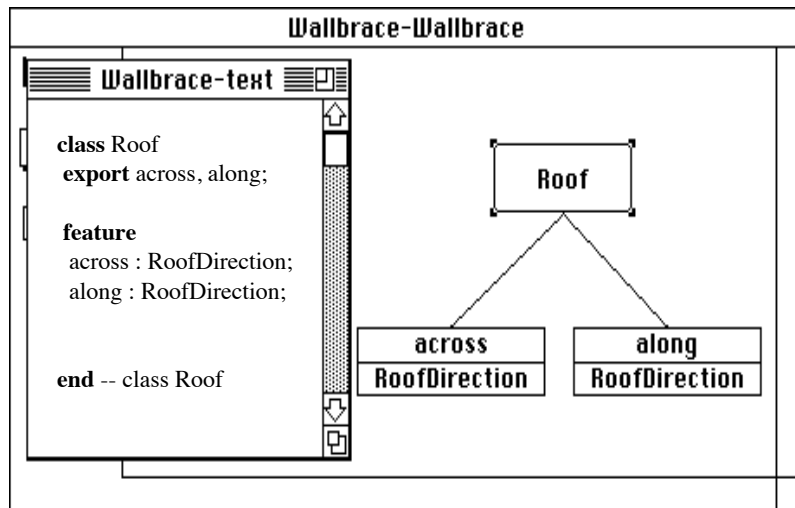 Wallbrace-Wallbrace
Wallbrace-text
class Roof
export across, along;
feature
across : RoofDirection;
along : RoofDirection;
end -- class Roof
Roof
across
RoofDirection
along
RoofDirection